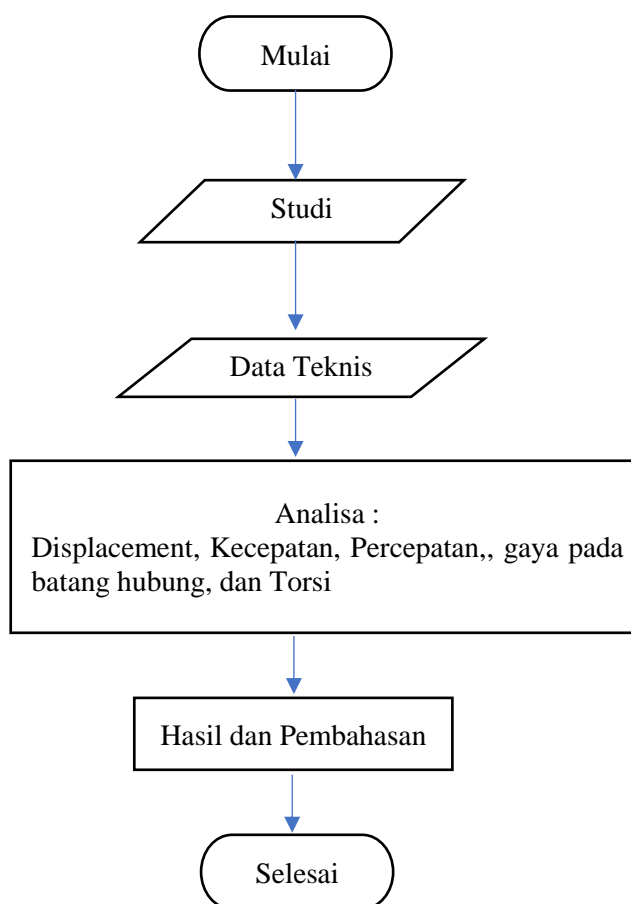 Mulai
Studi
Data Teknis
Analisa :
Displacement, Kecepatan, Percepatan,, gaya pada
batang hubung, dan Torsi
Hasil dan Pembahasan
Selesai